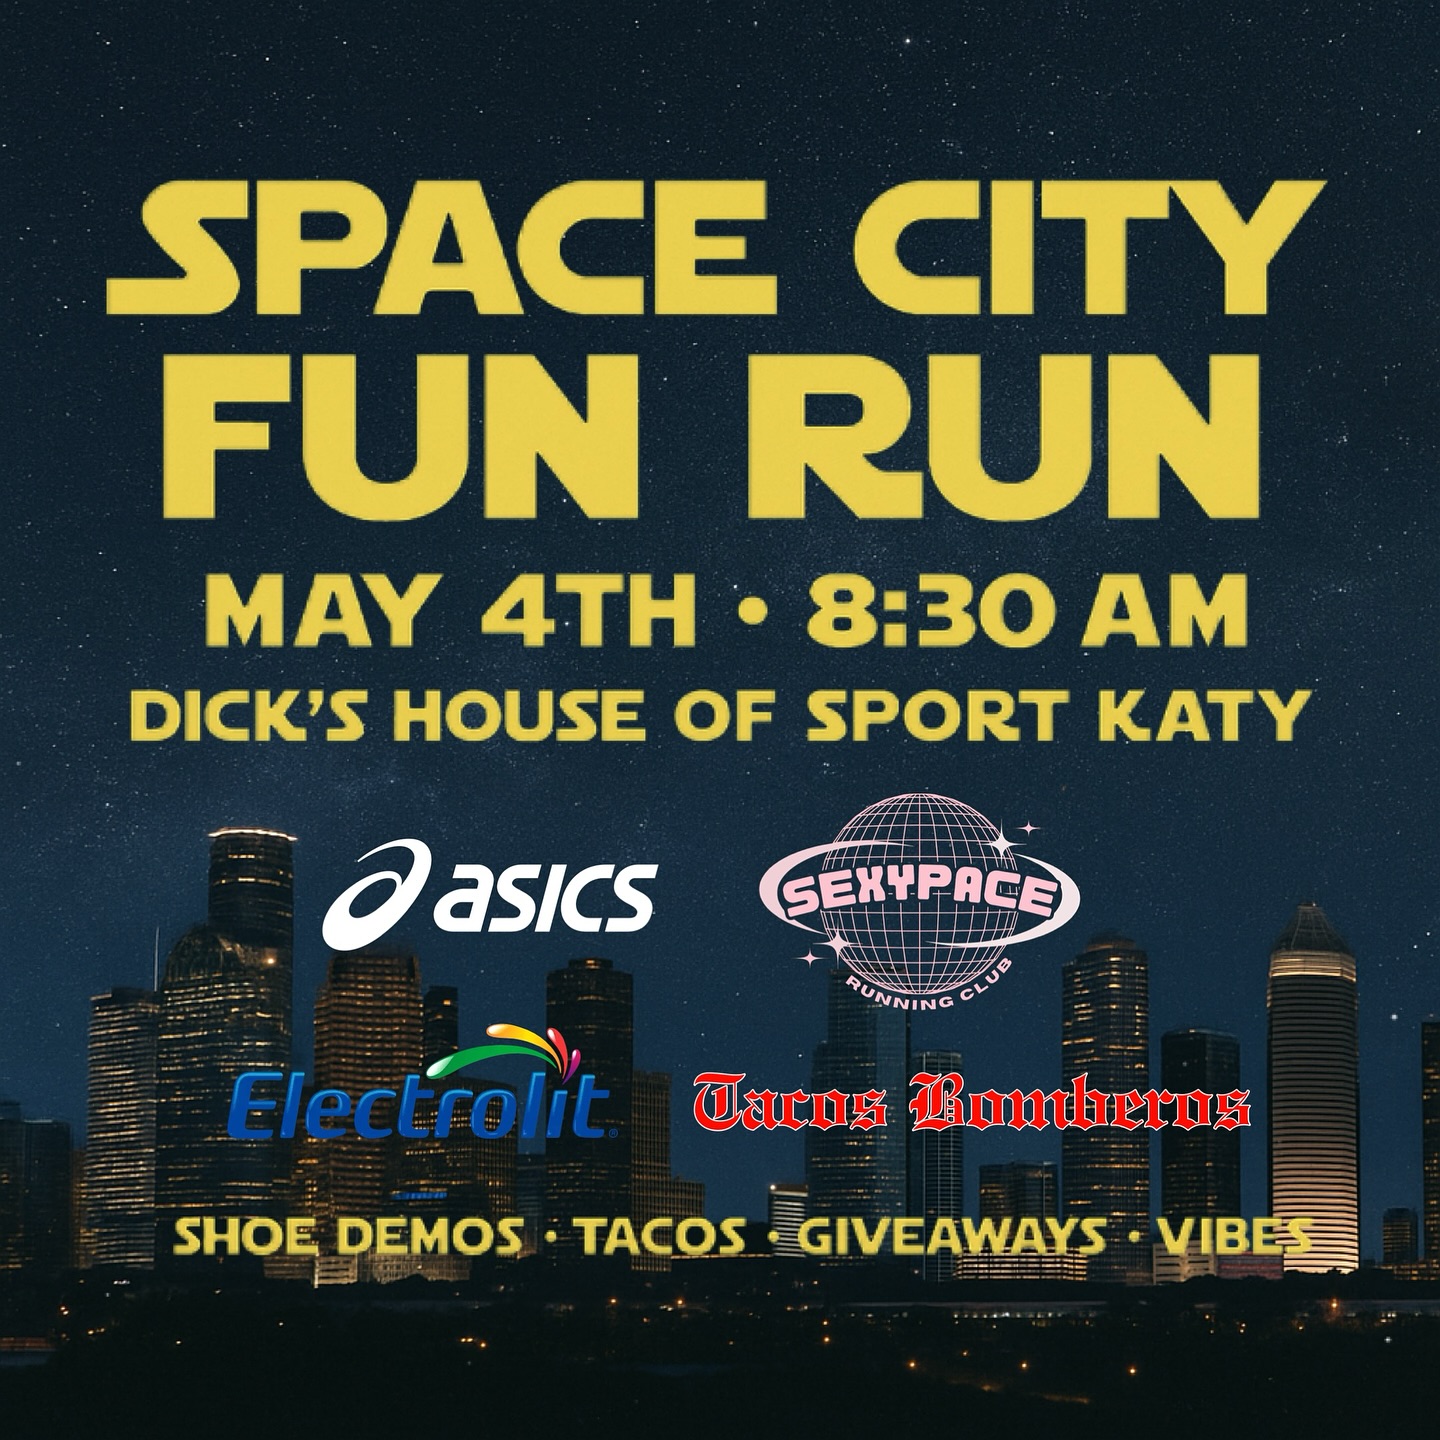 SPACE CITY
FUN RUN
MAY 4TH • 8:30 AM
DICK'S HOUSE OF SPORT KATY
asics
SEXYPACE
RUNNING CLUB
Electrolit®
Tacos Bomberos
SHOE DEMOS · TACOS · GIVEAWAYS · VIBES